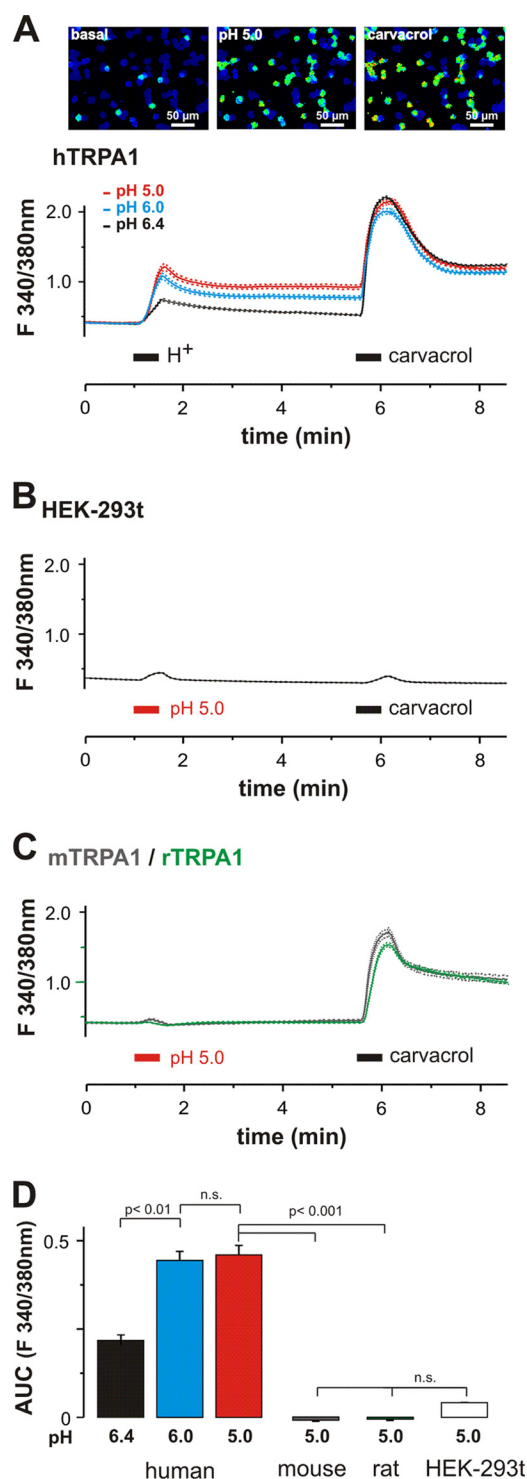 A
basal pH 5.0 carvacrol
50 µm 50 µm 50 µm
hTRPA1
pH 5.0
pH 6.0
pH 6.4
F 340/380nm
2.0
1.0
H+ carvacrol
0 2 4 6 8
time (min)
B HEK-293t
F 340/380nm
2.0
1.0
pH 5.0 carvacrol
0 2 4 6 8
time (min)
C mTRPA1 / rTRPA1
F 340/380nm
2.0
1.0
pH 5.0 carvacrol
0 2 4 6 8
time (min)
D
AUC (F 340/380nm)
n.s.
p< 0.01
p< 0.001
0.5
n.s.
0
pH 6.4 6.0 5.0 5.0 5.0 5.0
human mouse rat HEK-293t